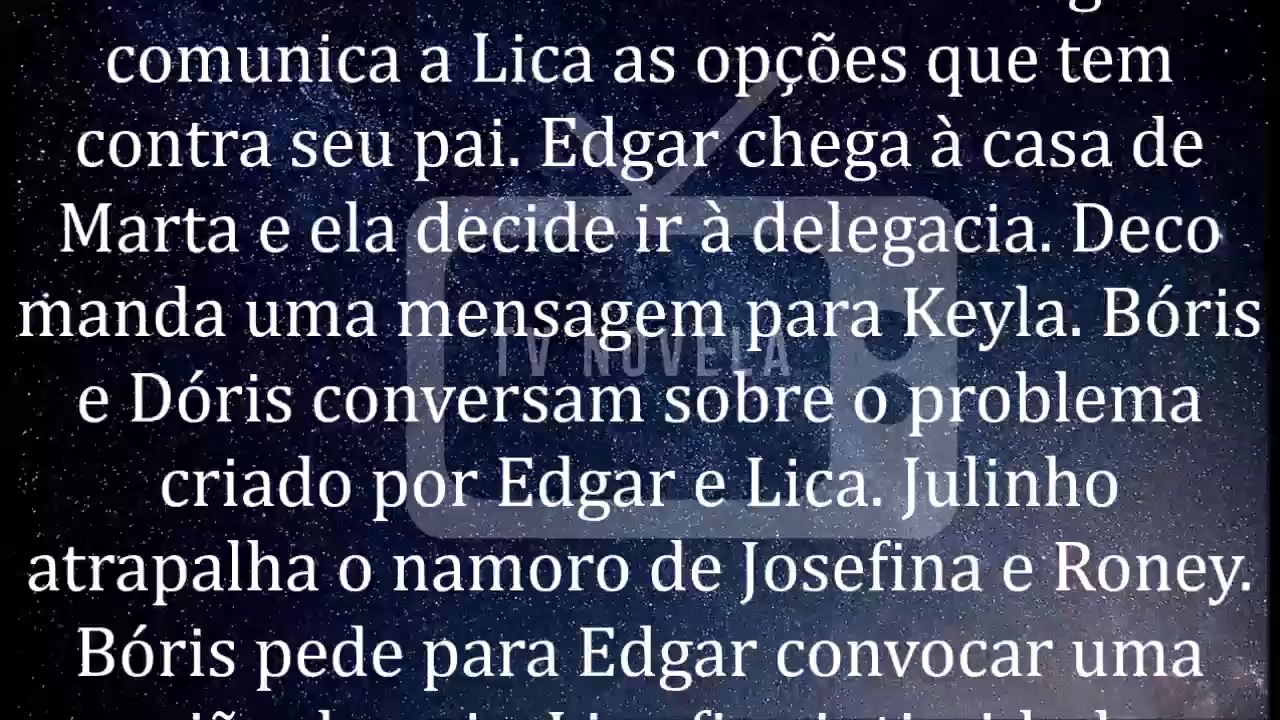 comunica a Lica as opções que tem
contra seu pai. Edgar chega à casa de
Marta e ela decide ir à delegacia. Deco
manda uma mensagem para Keyla. Bóris
TV NOVELA
e Dóris conversam sobre o problema
criado por Edgar e Lica. Julinho
atrapalha o namoro de Josefina e Roney.
Bóris pede para Edgar convocar uma